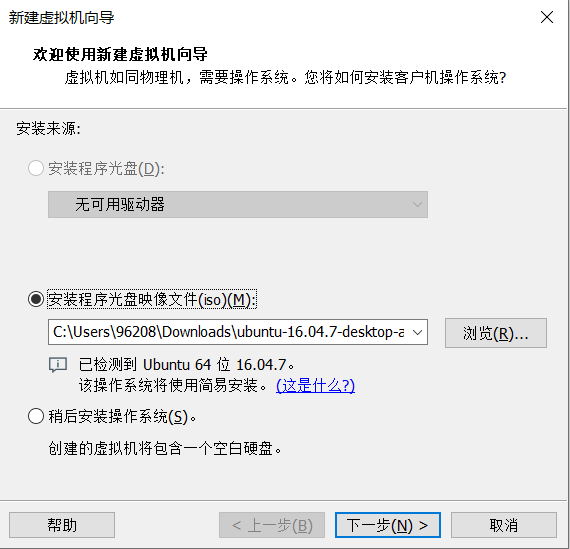 新建虚拟机向导
欢迎使用新建虚拟机向导
虚拟机如同物理机，需要操作系统。您将如何安装客户机操作系统?
安装来源:
安装程序光盘(D):
无可用驱动器
安装程序光盘映像文件(iso)(M):
C:\Users\96208\Downloads\ubuntu-16.04.7-desktop-a
浏览(R)...
已检测到 Ubuntu 64 位 16.04.7。
该操作系统将使用简易安装。 (这是什么?)
稍后安装操作系统(S)。
创建的虚拟机将包含一个空白硬盘。
帮助
< 上一步(B)
下一步(N) >
取消